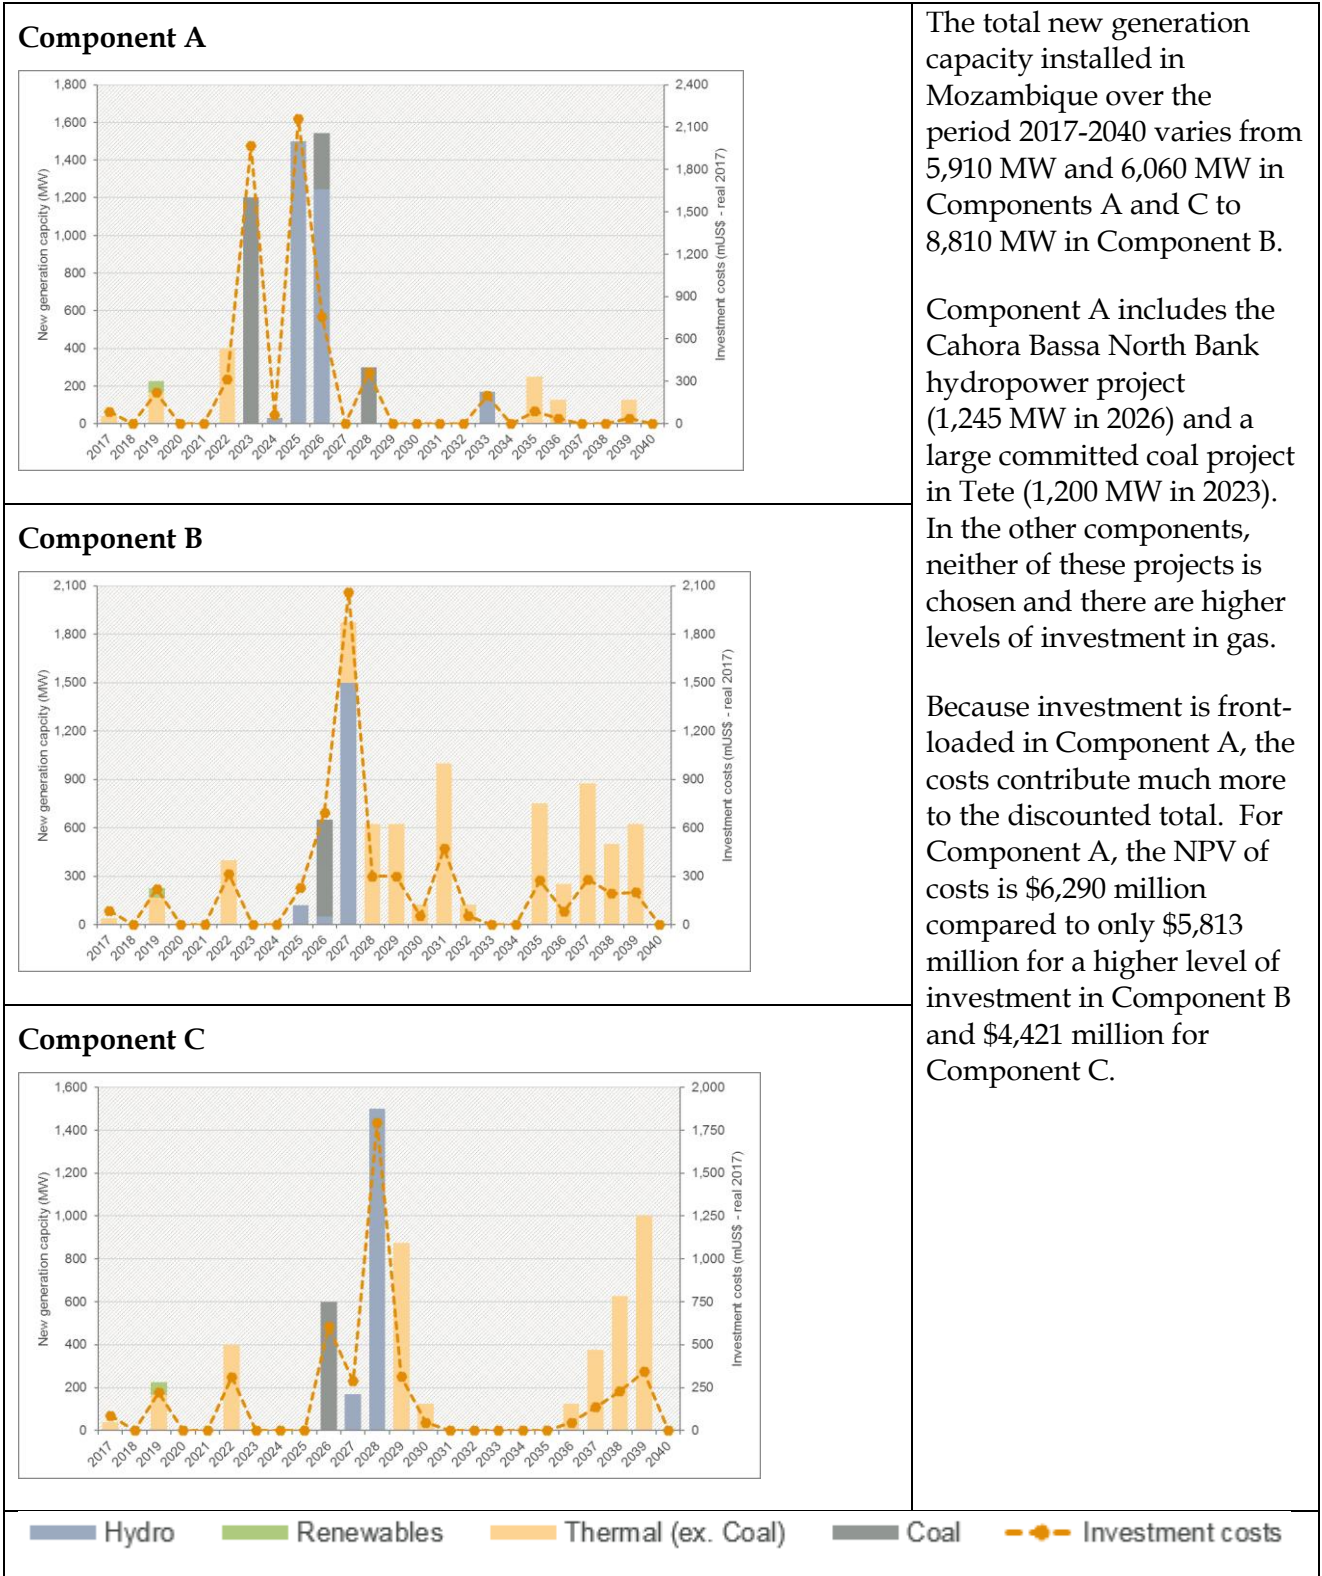 Component A
New generation capcity (MW)
1,800
1,600
1,400
1,200
1,000
800
600
400
200
0
2,400
2,100
1,800
1,500
1,200
900
600
300
0
Investment costs (mUS$ - real 2017)
2017 2018 2019 2020 2021 2022 2023 2024 2025 2026 2027 2028 2029 2030 2031 2032 2033 2034 2035 2036 2037 2038 2039 2040
Component B
New generation capcity (MW)
2,100
1,800
1,500
1,200
900
600
300
0
2,100
1,800
1,500
1,200
900
600
300
0
Investment costs (mUS$ - real 2017)
2017 2018 2019 2020 2021 2022 2023 2024 2025 2026 2027 2028 2029 2030 2031 2032 2033 2034 2035 2036 2037 2038 2039 2040
Component C
New generation capcity (MW)
1,600
1,400
1,200
1,000
800
600
400
200
0
2,000
1,750
1,500
1,250
1,000
750
500
250
0
Investment costs (mUS$ - real 2017)
2017 2018 2019 2020 2021 2022 2023 2024 2025 2026 2027 2028 2029 2030 2031 2032 2033 2034 2035 2036 2037 2038 2039 2040
The total new generation
capacity installed in
Mozambique over the
period 2017-2040 varies from
5,910 MW and 6,060 MW in
Components A and C to
8,810 MW in Component B.
Component A includes the
Cahora Bassa North Bank
hydropower project
(1,245 MW in 2026) and a
large committed coal project
in Tete (1,200 MW in 2023).
In the other components,
neither of these projects is
chosen and there are higher
levels of investment in gas.
Because investment is front-
loaded in Component A, the
costs contribute much more
to the discounted total.  For
Component A, the NPV of
costs is $6,290 million
compared to only $5,813
million for a higher level of
investment in Component B
and $4,421 million for
Component C.
Hydro Renewables Thermal (ex. Coal) Coal Investment costs